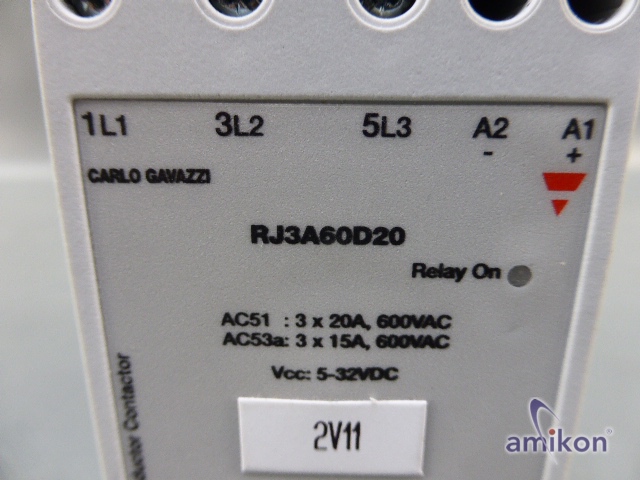 1L1 3L2 5L3 A2 A1
- +
CARLO GAVAZZI
RJ3A60D20
Relay On
AC51 : 3 x 20A, 600VAC
AC53a: 3 x 15A, 600VAC
Vcc: 5-32VDC
Contactor
2V11
amikon